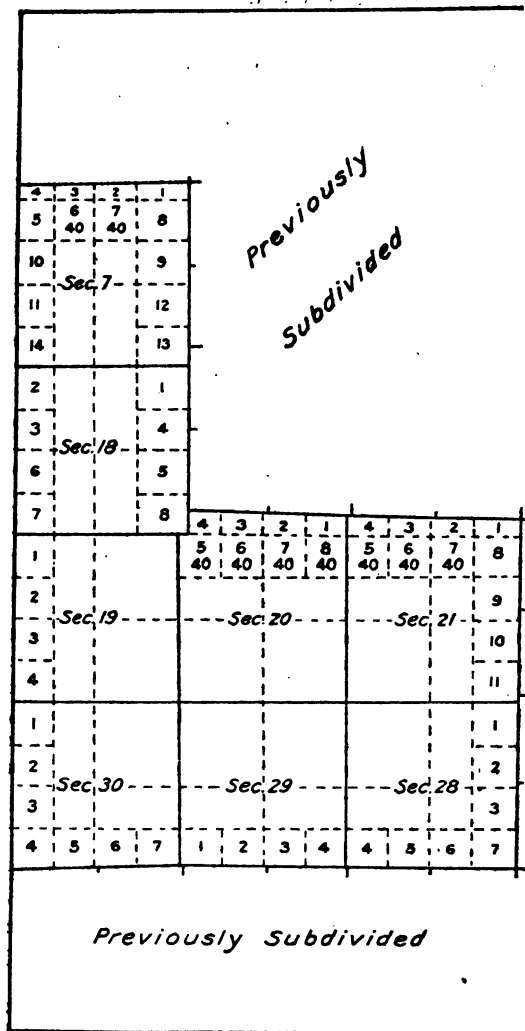 Previously
Subdivided
4 3 2 1
5 6 7 8
40 40
10 9
Sec. 7
11 12
14 13
2 1
3 4
Sec. 18
6 5
7 8
4 3 2 1 4 3 2 1
1 5 6 7 8 5 6 7 8
40 40 40 40 40 40 40
2 9
Sec. 19 Sec. 20 Sec. 21
3 10
4 11
1 1
2 2
Sec. 30 Sec. 29 Sec. 28
3 3
4 5 6 7 1 2 3 4 4 5 6 7
Previously Subdivided